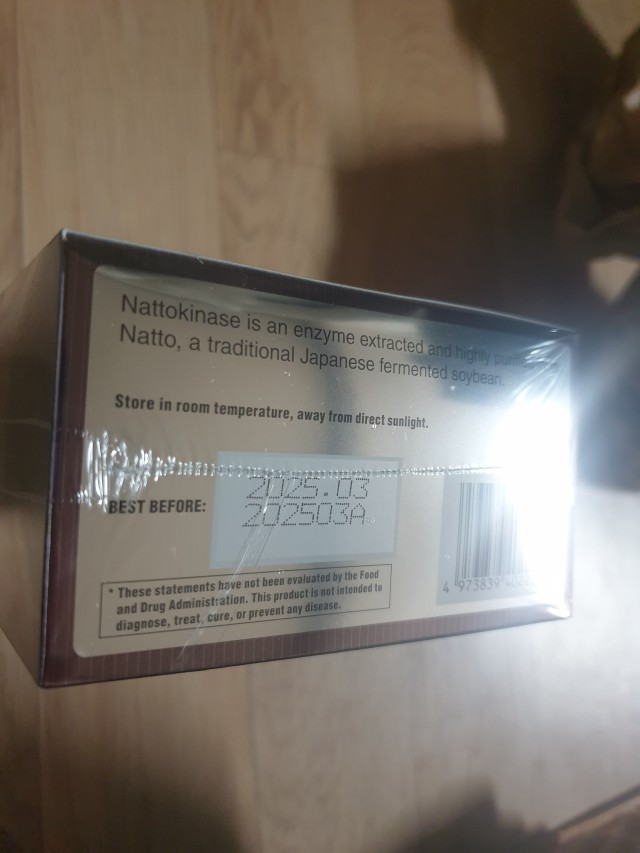 Nattokinase is an enzyme extracted and highly
Natto, a traditional Japanese fermented soybean.
Store in room temperature, away from direct sunlight.
BEST BEFORE:
2025.03
202503A
* These statements have not been evaluated by the Food
and Drug Administration. This product is not intended to
diagnose, treat, cure, or prevent any disease.
4 973839